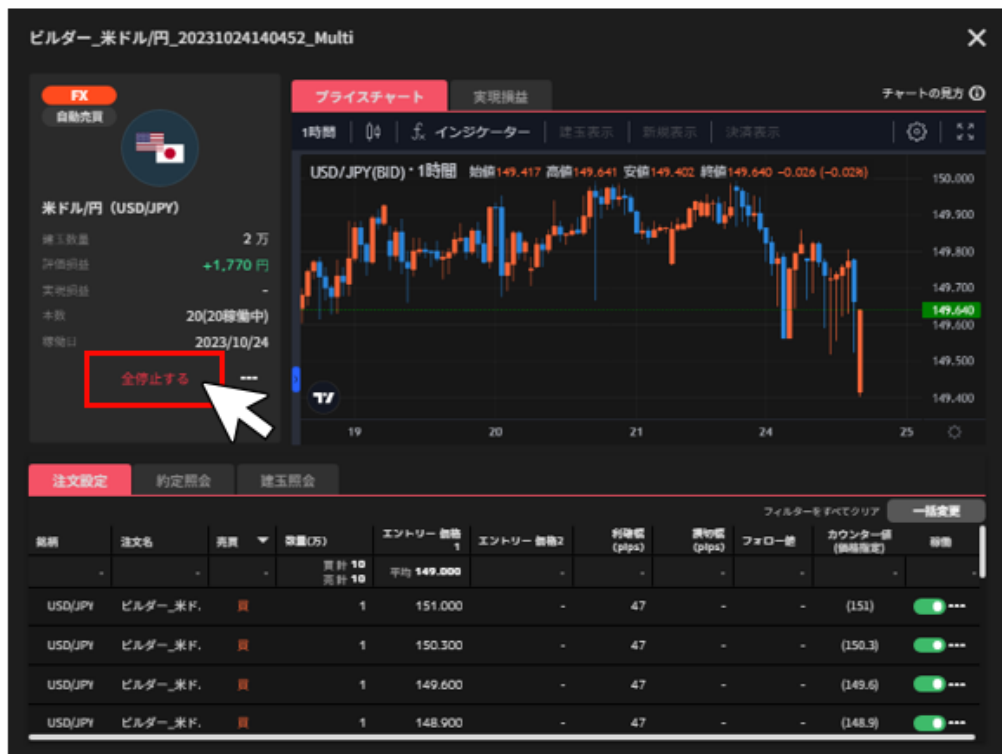 ビルダー_米ドル/円_20231024140452_Multi
FX
自動売買
米ドル/円（USD/JPY）
建玉数量 2 万
評価損益 +1,770 円
実現損益 -
本数 20(20稼働中)
稼働日 2023/10/24
全停止する
プライスチャート 実現損益 チャートの見方
1時間 インジケーター 建玉表示 新規表示 決済表示
USD/JPY(BID)・1時間 始値149.417 高値149.641 安値149.402 終値149.640 -0.026 (-0.02%)
150.000
149.900
149.800
149.700
149.640
149.600
149.500
149.400
19 20 21 24 25
注文設定 約定照会 建玉照会
フィルターをすべてクリア 一括変更
銘柄 注文名 売買 数量(万) エントリー価格1 エントリー価格2 利確幅(pips) 損切幅(pips) フォロー値 カウンター値(価格指定) 稼働
- - - 買計 10 平均 149.000 - - - - - -
売計 10
USD/JPY ビルダー_米ド. 買 1 151.000 - 47 - - (151)
USD/JPY ビルダー_米ド. 買 1 150.300 - 47 - - (150.3)
USD/JPY ビルダー_米ド. 買 1 149.600 - 47 - - (149.6)
USD/JPY ビルダー_米ド. 買 1 148.900 - 47 - - (148.9)